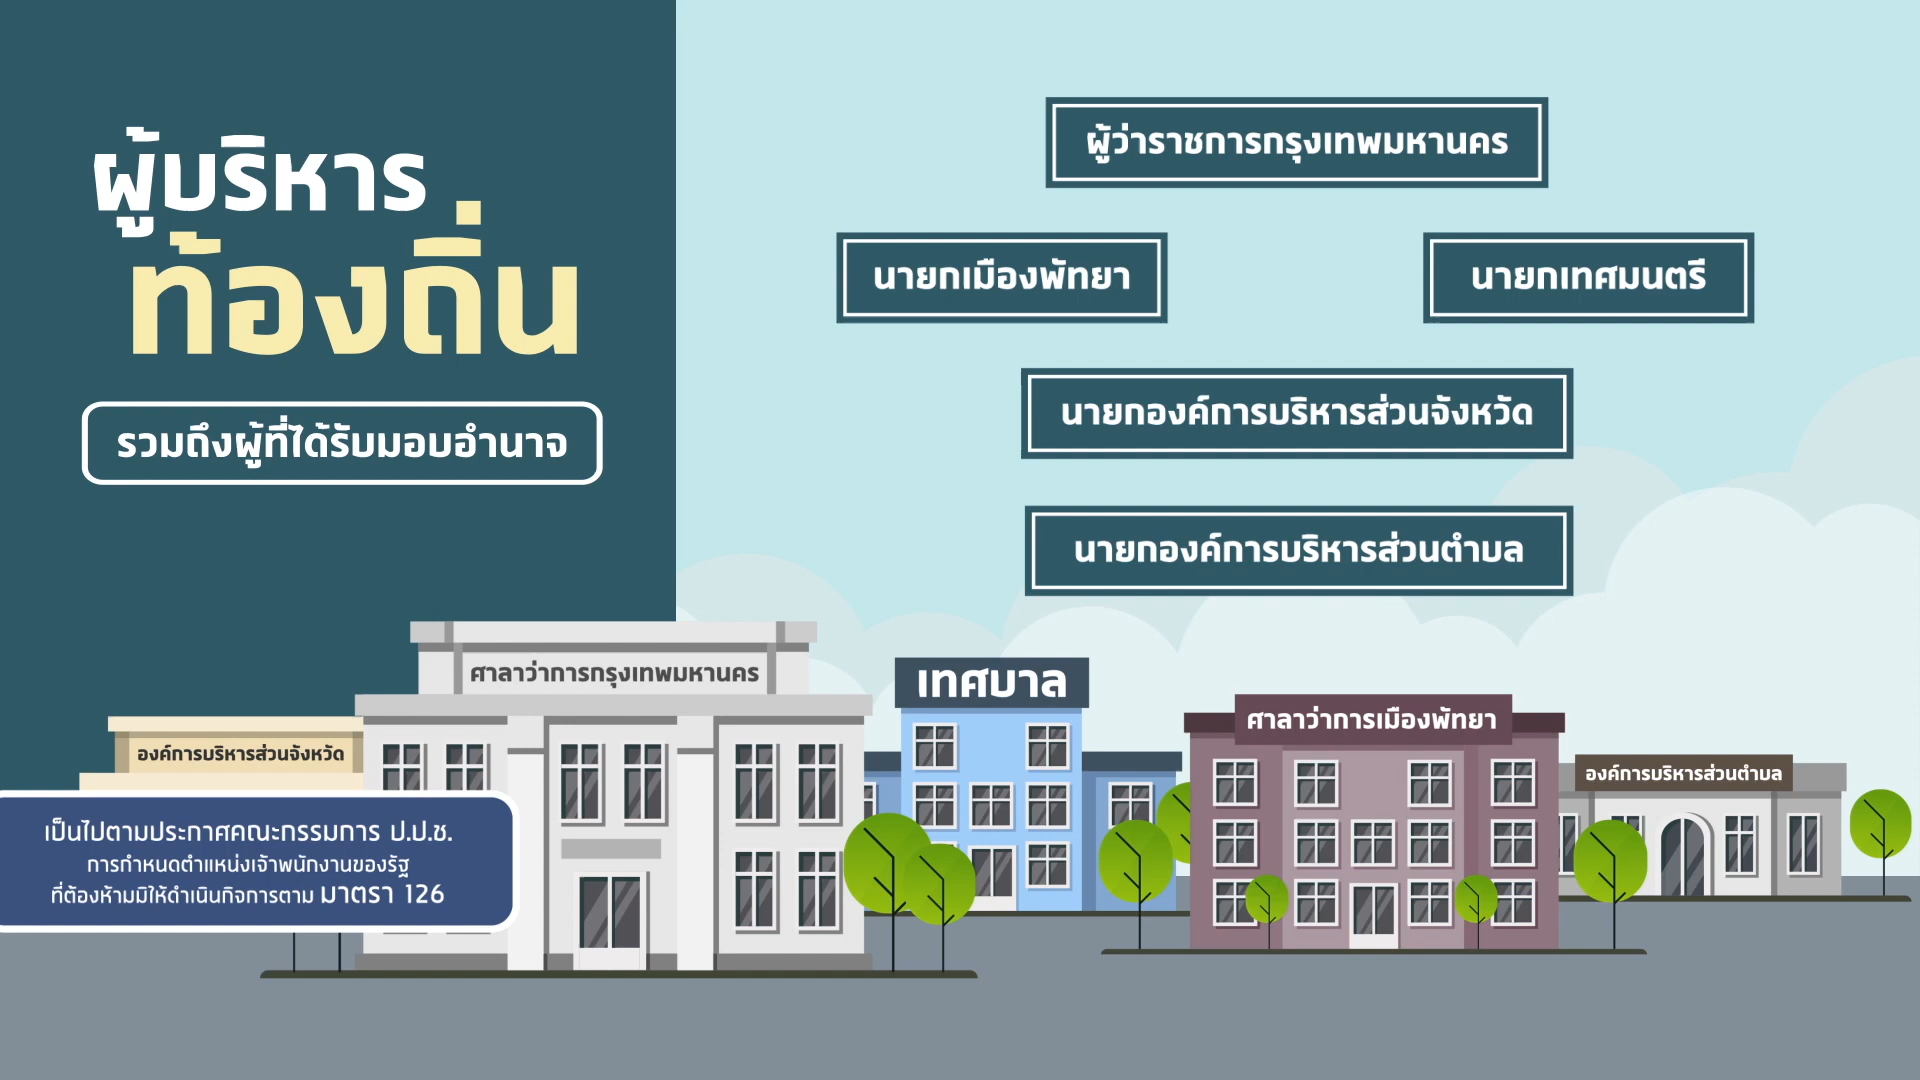 ผู้บริหาร
ท้องถิ่น
รวมถึงผู้ที่ได้รับมอบอำนาจ
ผู้ว่าราชการกรุงเทพมหานคร
นายกเมืองพัทยา
นายกเทศมนตรี
นายกองค์การบริหารส่วนจังหวัด
นายกองค์การบริหารส่วนตำบล
ศาลาว่าการกรุงเทพมหานคร
เทศบาล
ศาลาว่าการเมืองพัทยา
องค์การบริหารส่วนจังหวัด
องค์การบริหารส่วนตำบล
เป็นไปตามประกาศคณะกรรมการ ป.ป.ช.
การกำหนดตำแหน่งเจ้าพนักงานของรัฐ
ที่ต้องห้ามมิให้ดำเนินกิจการตาม มาตรา 126